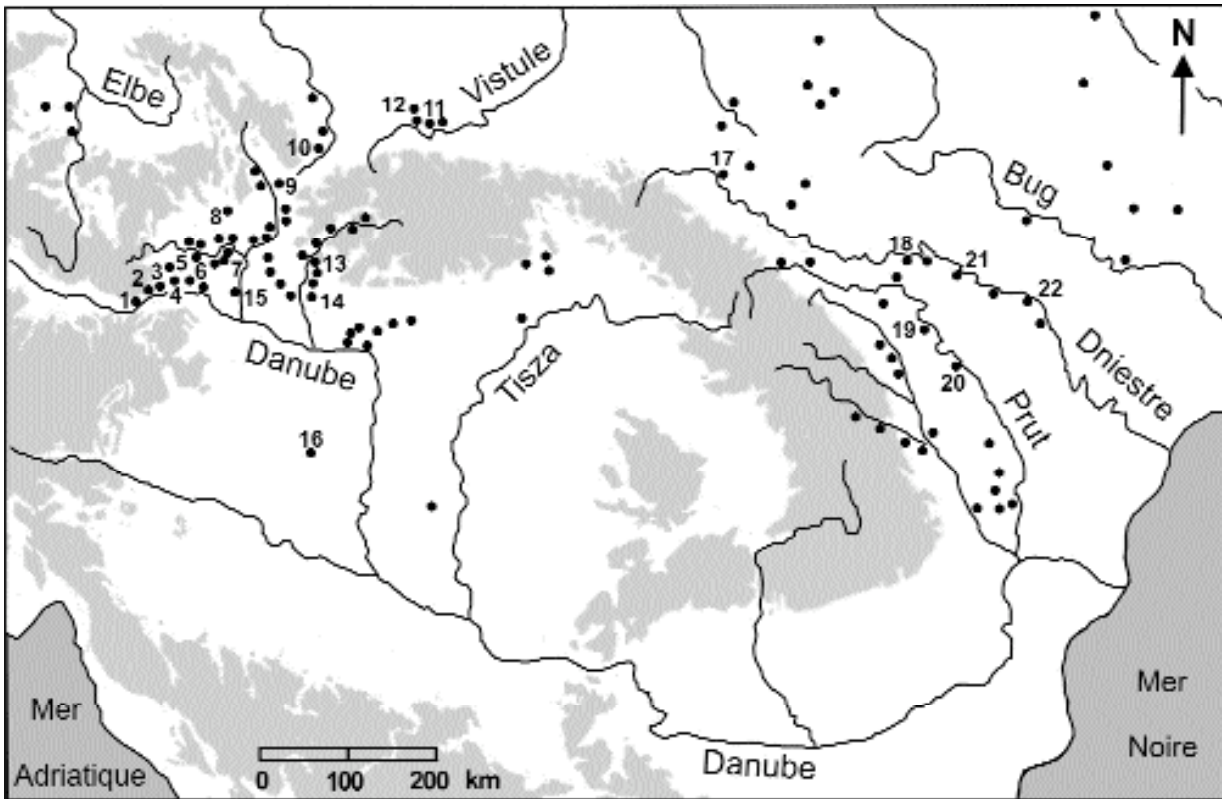 N
Elbe
Vistule
12
11
10
17
9
Bug
8
18
21
5
13
2
3
6
7
22
1
4
15
14
19
Danube
Tisza
20
Dniestre
Prut
16
Mer
Adriatique
Mer
Noire
0 100 200 km
Danube